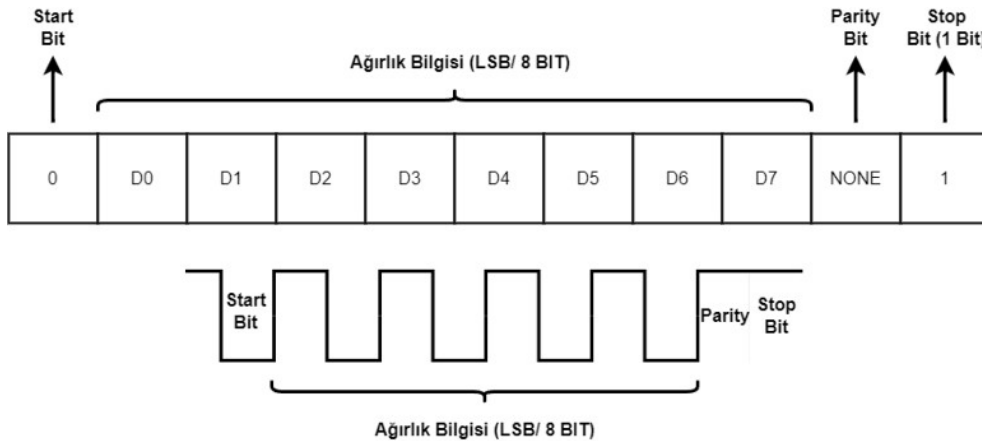 Start
Bit
Ağırlık Bilgisi (LSB/ 8 BIT)
Parity
Bit
Stop
Bit (1 Bit)
0 D0 D1 D2 D3 D4 D5 D6 D7 NONE 1
Start
Bit
Parity
Stop
Bit
Ağırlık Bilgisi (LSB/ 8 BIT)